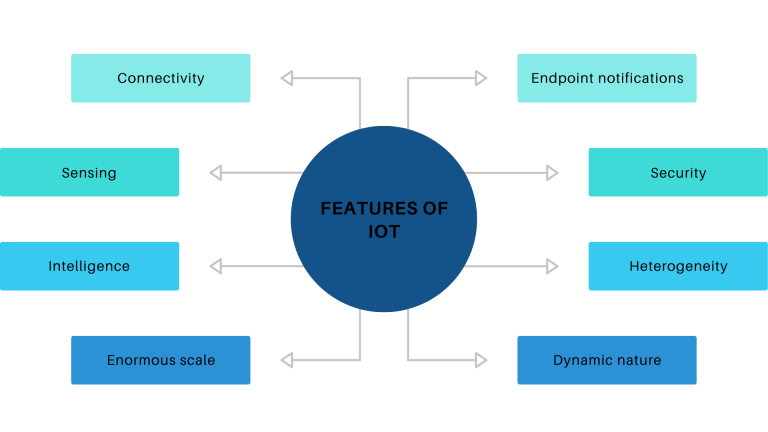 Connectivity
Endpoint notifications
Sensing
Security
FEATURES OF
IOT
Intelligence
Heterogeneity
Enormous scale
Dynamic nature